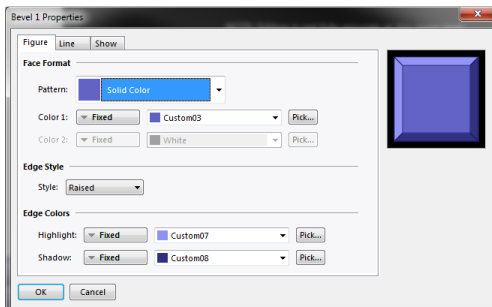 Bevel 1 Properties
Figure Line Show
Face Format
Pattern: Solid Color
Color 1: Fixed Custom03 Pick...
Color 2: Fixed White Pick...
Edge Style
Style: Raised
Edge Colors
Highlight: Fixed Custom07 Pick...
Shadow: Fixed Custom08 Pick...
OK Cancel